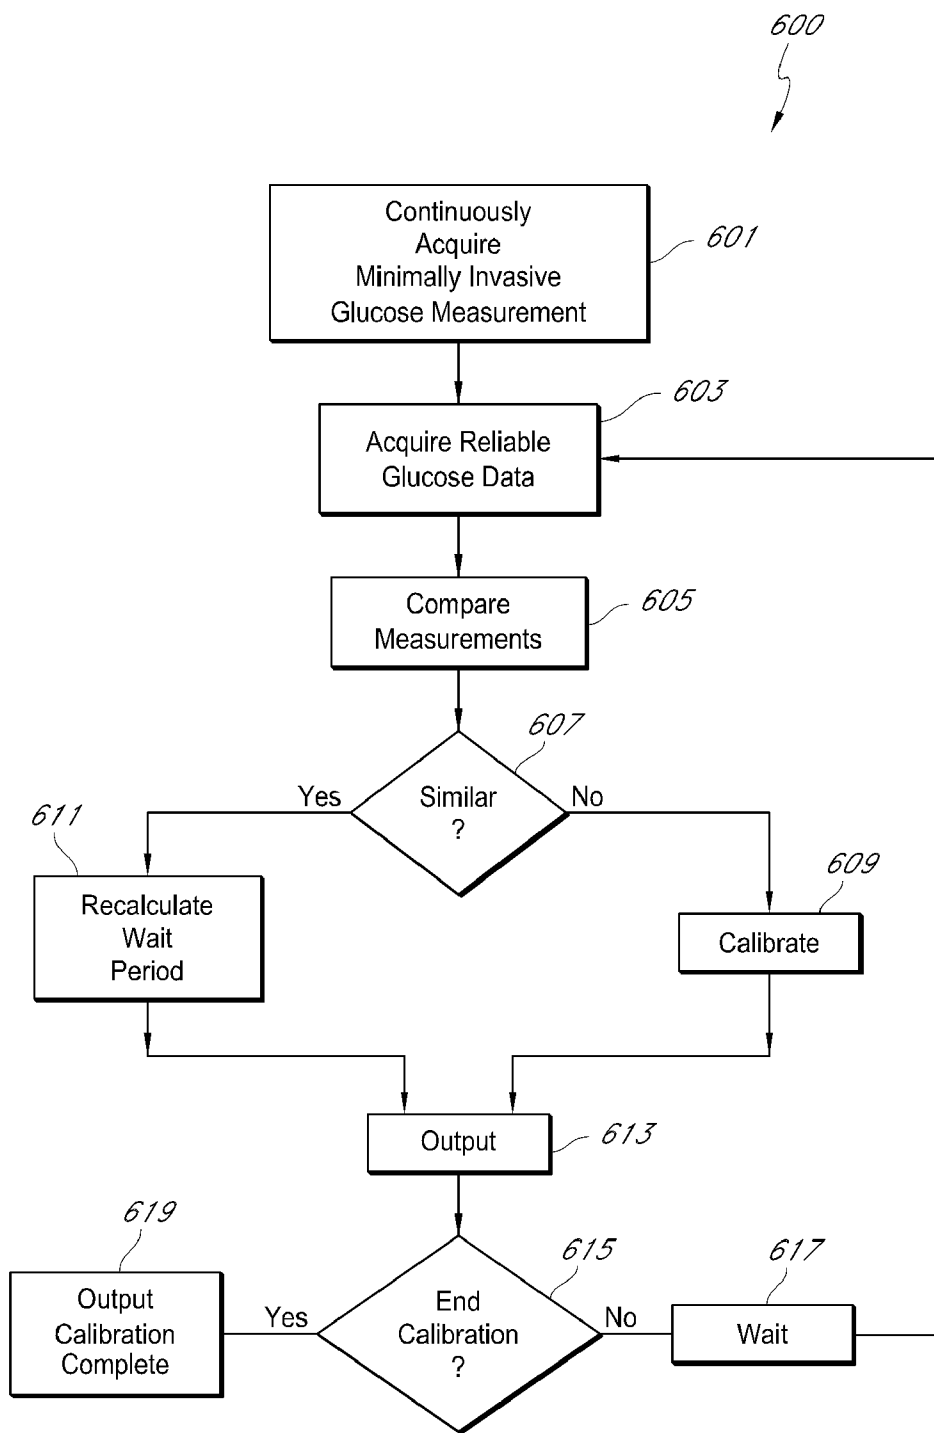 600
Continuously
Acquire
Minimally Invasive
Glucose Measurement
601
603
Acquire Reliable
Glucose Data
Compare
Measurements
605
607
Yes
Similar
?
No
611
Recalculate
Wait
Period
609
Calibrate
Output
613
619
Output
Calibration
Complete
Yes
End
Calibration
?
615
No
617
Wait